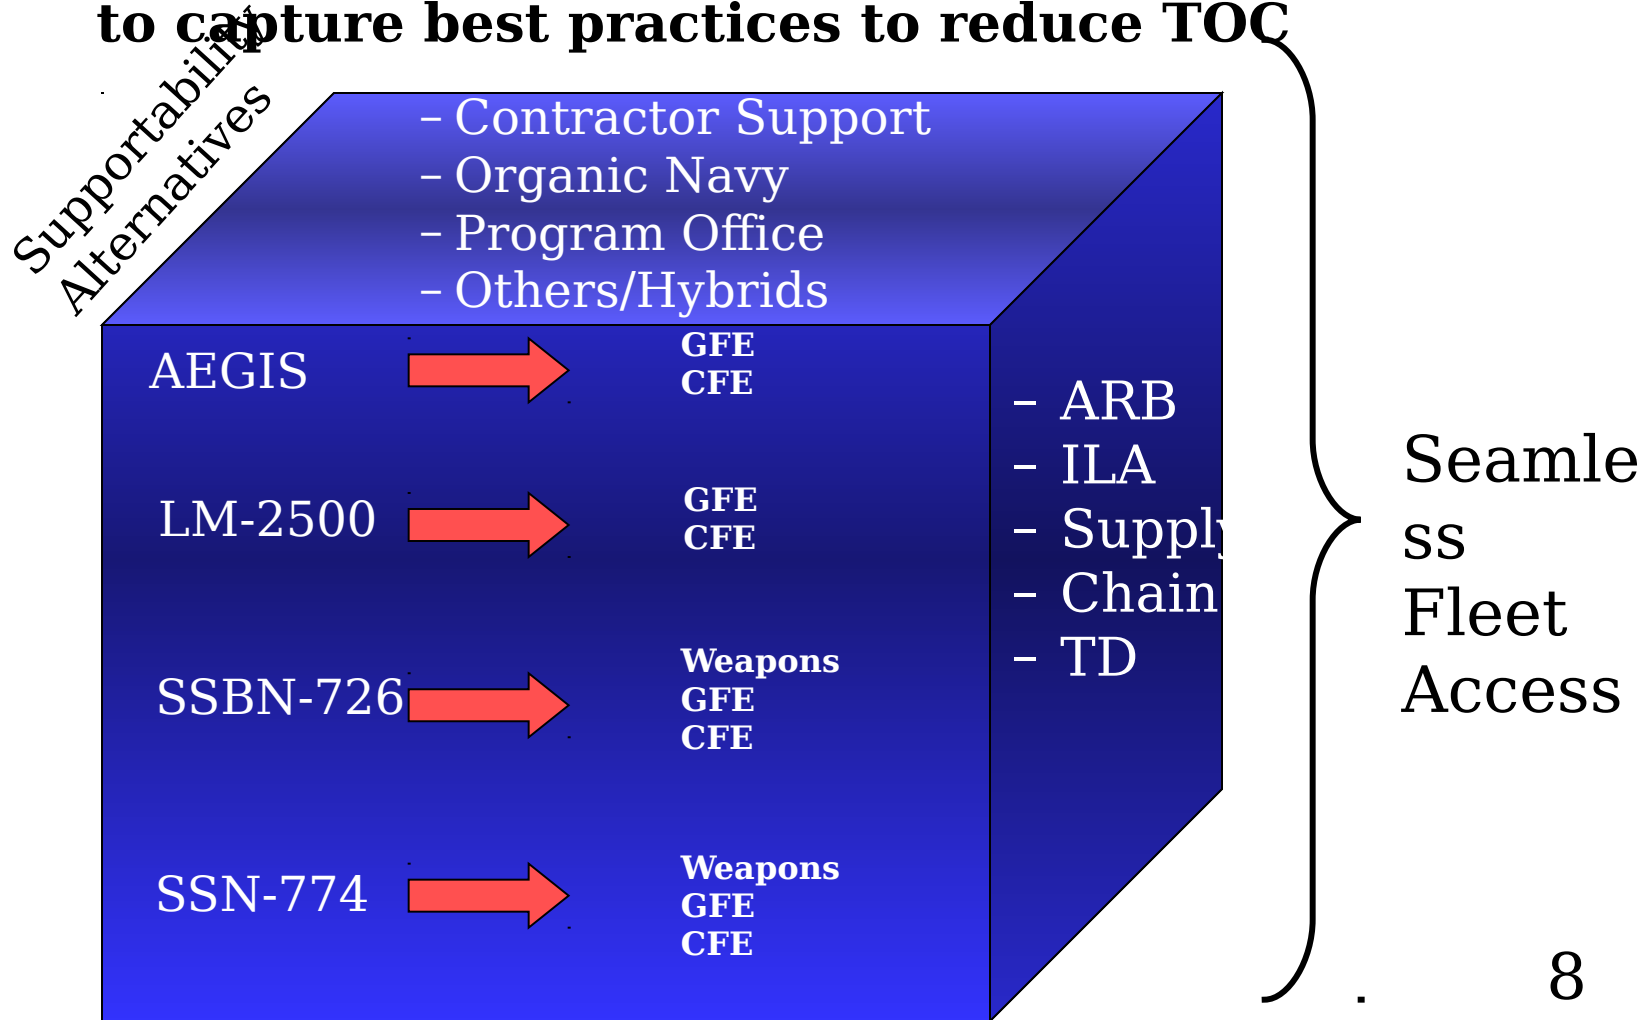 to capture best practices to reduce TOC
Supportability
Alternatives
– Contractor Support
– Organic Navy
– Program Office
– Others/Hybrids
AEGIS
GFE
CFE
LM-2500
GFE
CFE
SSBN-726
Weapons
GFE
CFE
SSN-774
Weapons
GFE
CFE
– ARB
– ILA
– Supply
– Chain
– TD
Seamle
ss
Fleet
Access
8